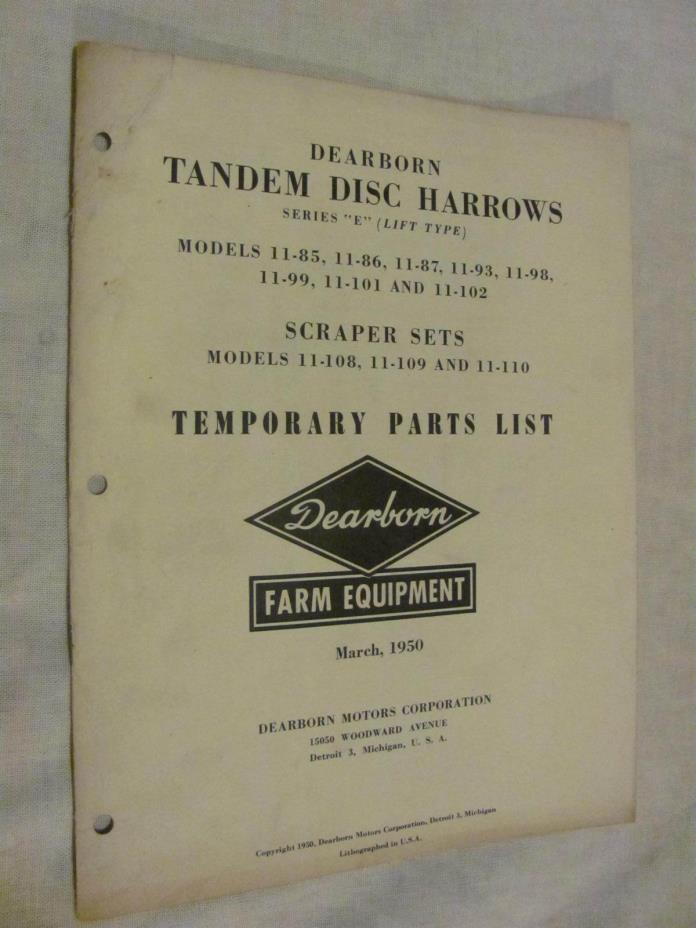 DEARBORN
TANDEM DISC HARROWS
SERIES "E" (LIFT TYPE)
MODELS 11-85, 11-86, 11-87, 11-93, 11-98,
11-99, 11-101 AND 11-102
SCRAPER SETS
MODELS 11-108, 11-109 AND 11-110
TEMPORARY PARTS LIST
Dearborn
FARM EQUIPMENT
March, 1950
DEARBORN MOTORS CORPORATION
15050 WOODWARD AVENUE
Detroit 3, Michigan, U. S. A.
Copyright 1950, Dearborn Motors Corporation, Detroit 3, Michigan
Lithographed in U.S.A.